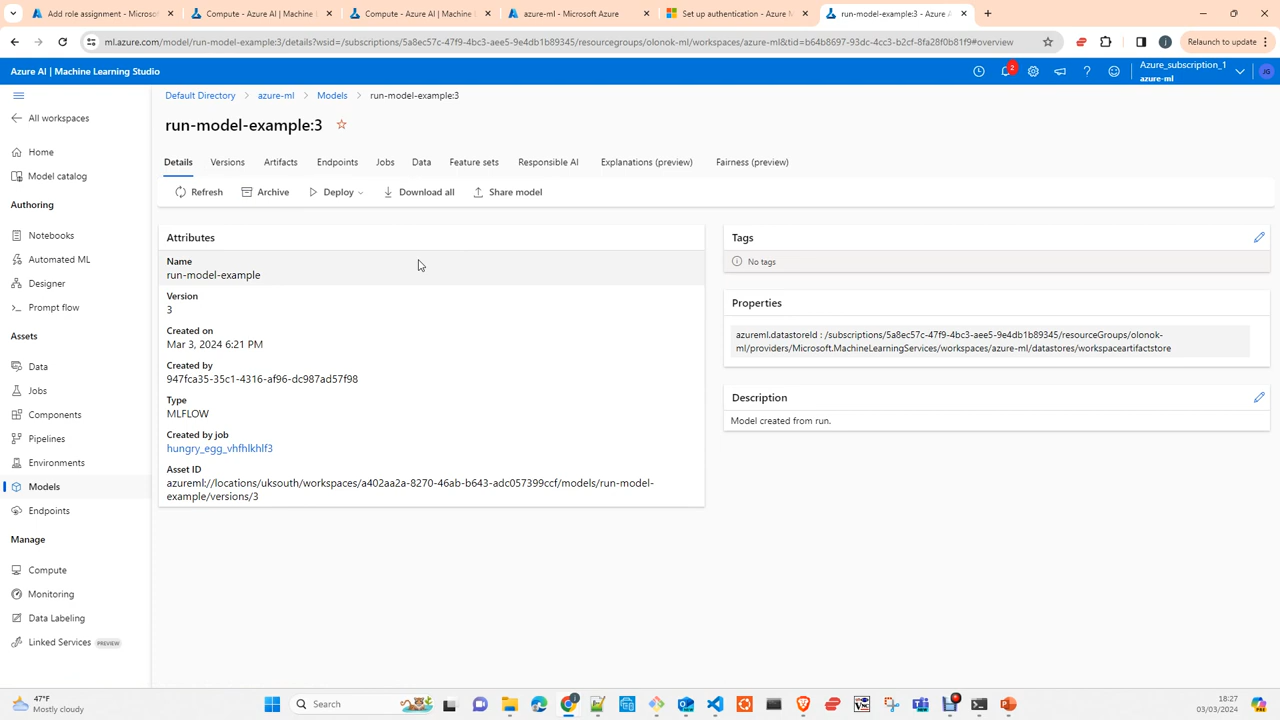 Add role assignment - Microsof
Compute - Azure AI | Machine L
Compute - Azure AI | Machine L
azure-ml - Microsoft Azure
Set up authentication - Azure M
run-model-example:3 - Azure A
ml.azure.com/model/run-model-example:3/details?wsid=/subscriptions/5a8ec57c-47f9-4bc3-aee5-9e4db1b89345/resourcegroups/olonok-ml/workspaces/azure-ml&tid=b64b8697-93dc-4cc3-b2cf-8fa28f0b81f9#overview
Relaunch to update
Azure AI | Machine Learning Studio
2
Azure_subscription_1
azure-ml
JG
All workspaces
Home
Model catalog
Authoring
Notebooks
Automated ML
Designer
Prompt flow
Assets
Data
Jobs
Components
Pipelines
Environments
Models
Endpoints
Manage
Compute
Monitoring
Data Labeling
Linked Services PREVIEW
Default Directory > azure-ml > Models > run-model-example:3
run-model-example:3
Details Versions Artifacts Endpoints Jobs Data Feature sets Responsible AI Explanations (preview) Fairness (preview)
Refresh Archive Deploy Download all Share model
Attributes
Name
run-model-example
Version
3
Created on
Mar 3, 2024 6:21 PM
Created by
947fca35-35c1-4316-af96-dc987ad57f98
Type
MLFLOW
Created by job
hungry_egg_vhfhlkhlf3
Asset ID
azureml://locations/uksouth/workspaces/a402aa2a-8270-46ab-b643-adc057399ccf/models/run-model-
example/versions/3
Tags
No tags
Properties
azureml.datastoreId : /subscriptions/5a8ec57c-47f9-4bc3-aee5-9e4db1b89345/resourceGroups/olonok-
ml/providers/Microsoft.MachineLearningServices/workspaces/azure-ml/datastores/workspaceartifactstore
Description
Model created from run.
47°F
Mostly cloudy
Search
18:27
03/03/2024